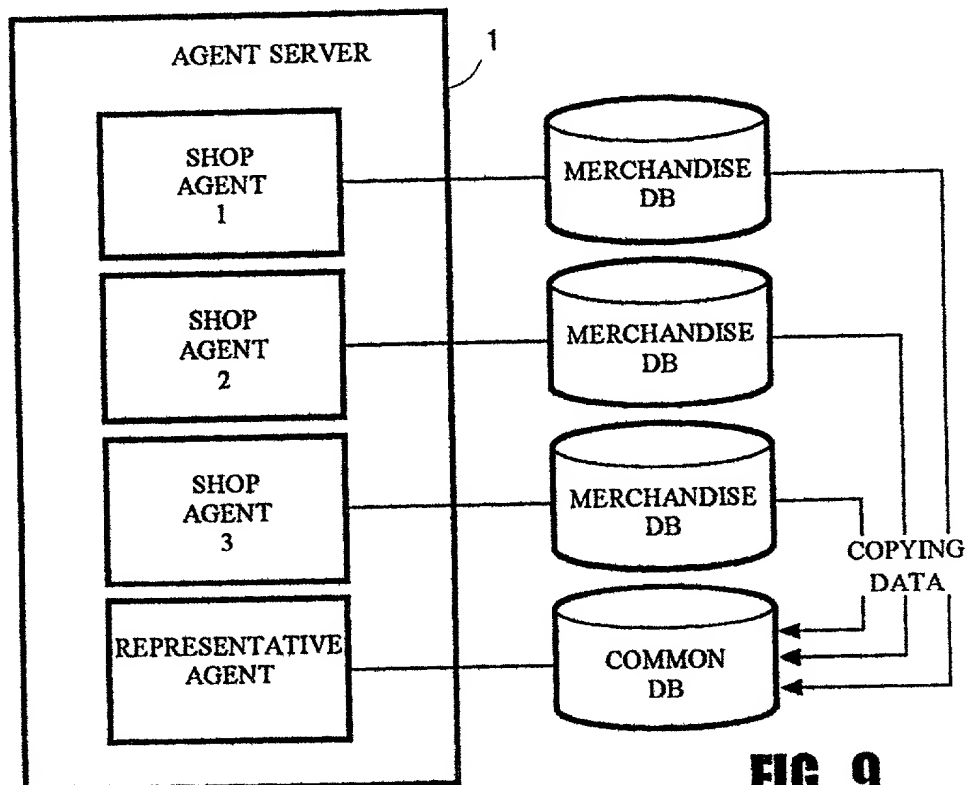 AGENT SERVER
1
SHOP
AGENT
1
MERCHANDISE
DB
SHOP
AGENT
2
MERCHANDISE
DB
SHOP
AGENT
3
MERCHANDISE
DB
COPYING
DATA
REPRESENTATIVE
AGENT
COMMON
DB
FIG. 9